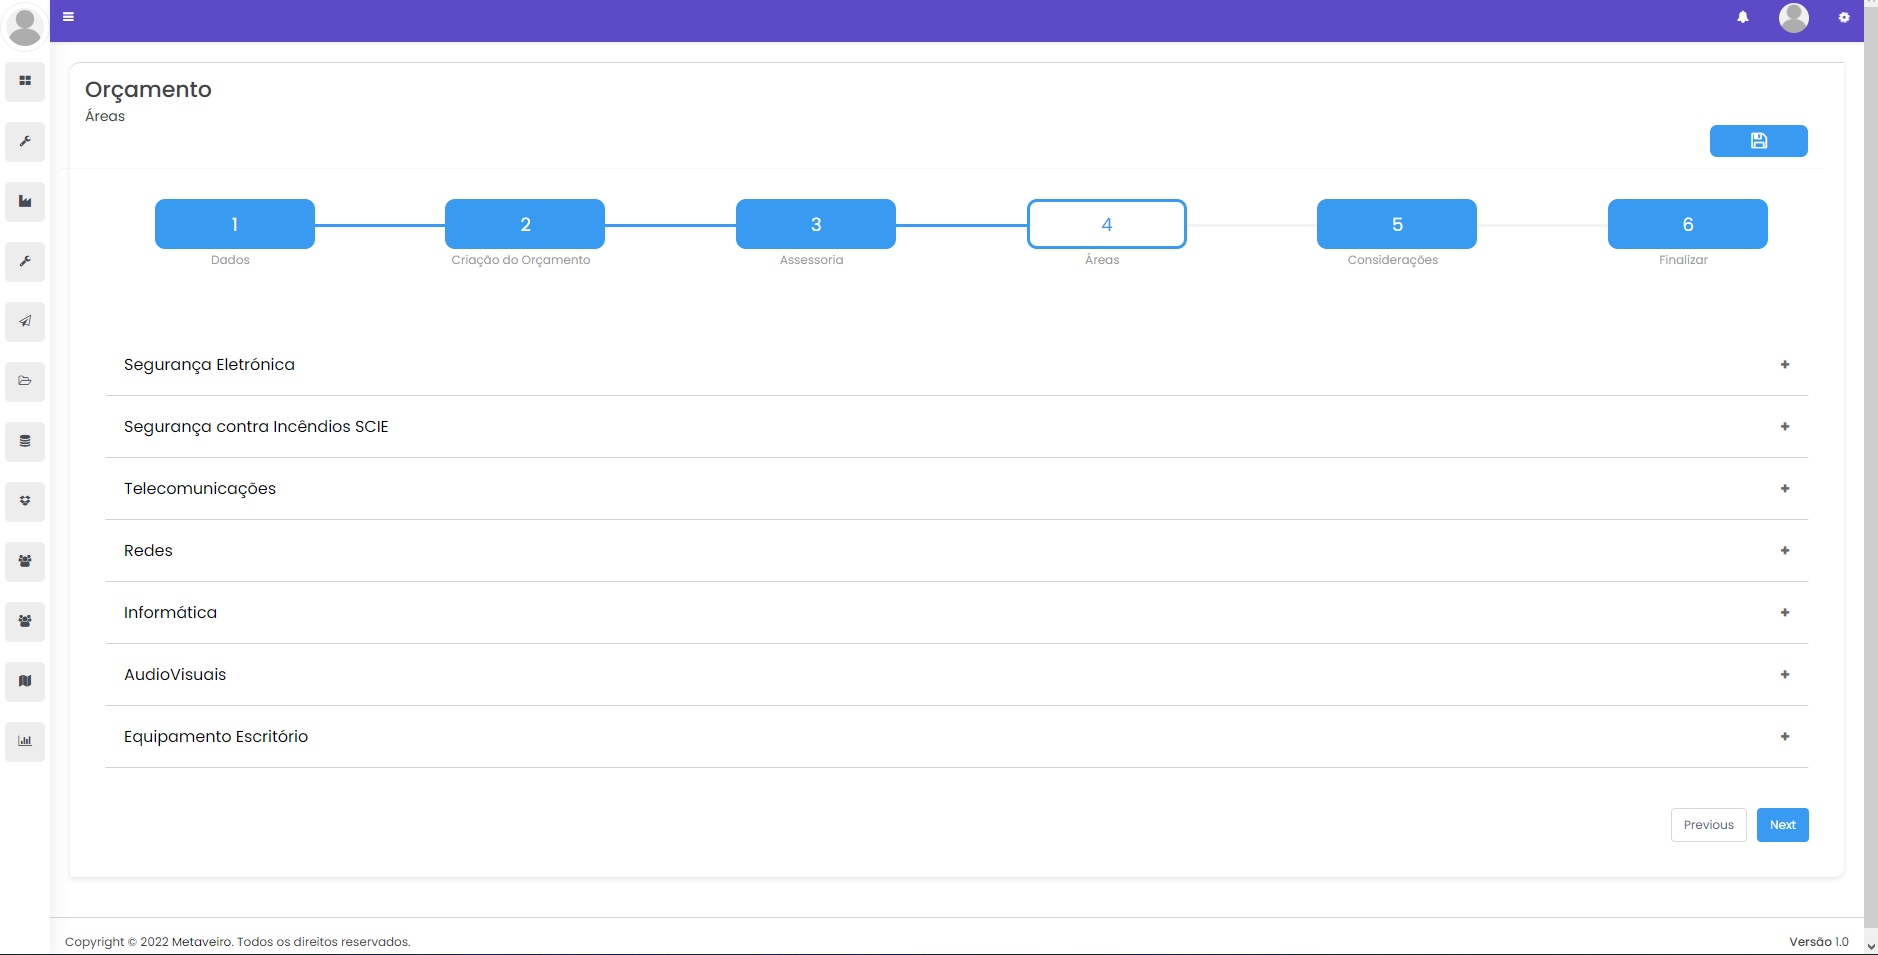 Orçamento
Áreas
1
2
3
4
5
6
Dados
Criação do Orçamento
Assessoria
Áreas
Considerações
Finalizar
Segurança Eletrónica
Segurança contra Incêndios SCIE
Telecomunicações
Redes
Informática
AudioVisuais
Equipamento Escritório
Previous
Next
Copyright © 2022 Metaveiro. Todos os direitos reservados.
Versão 1.0